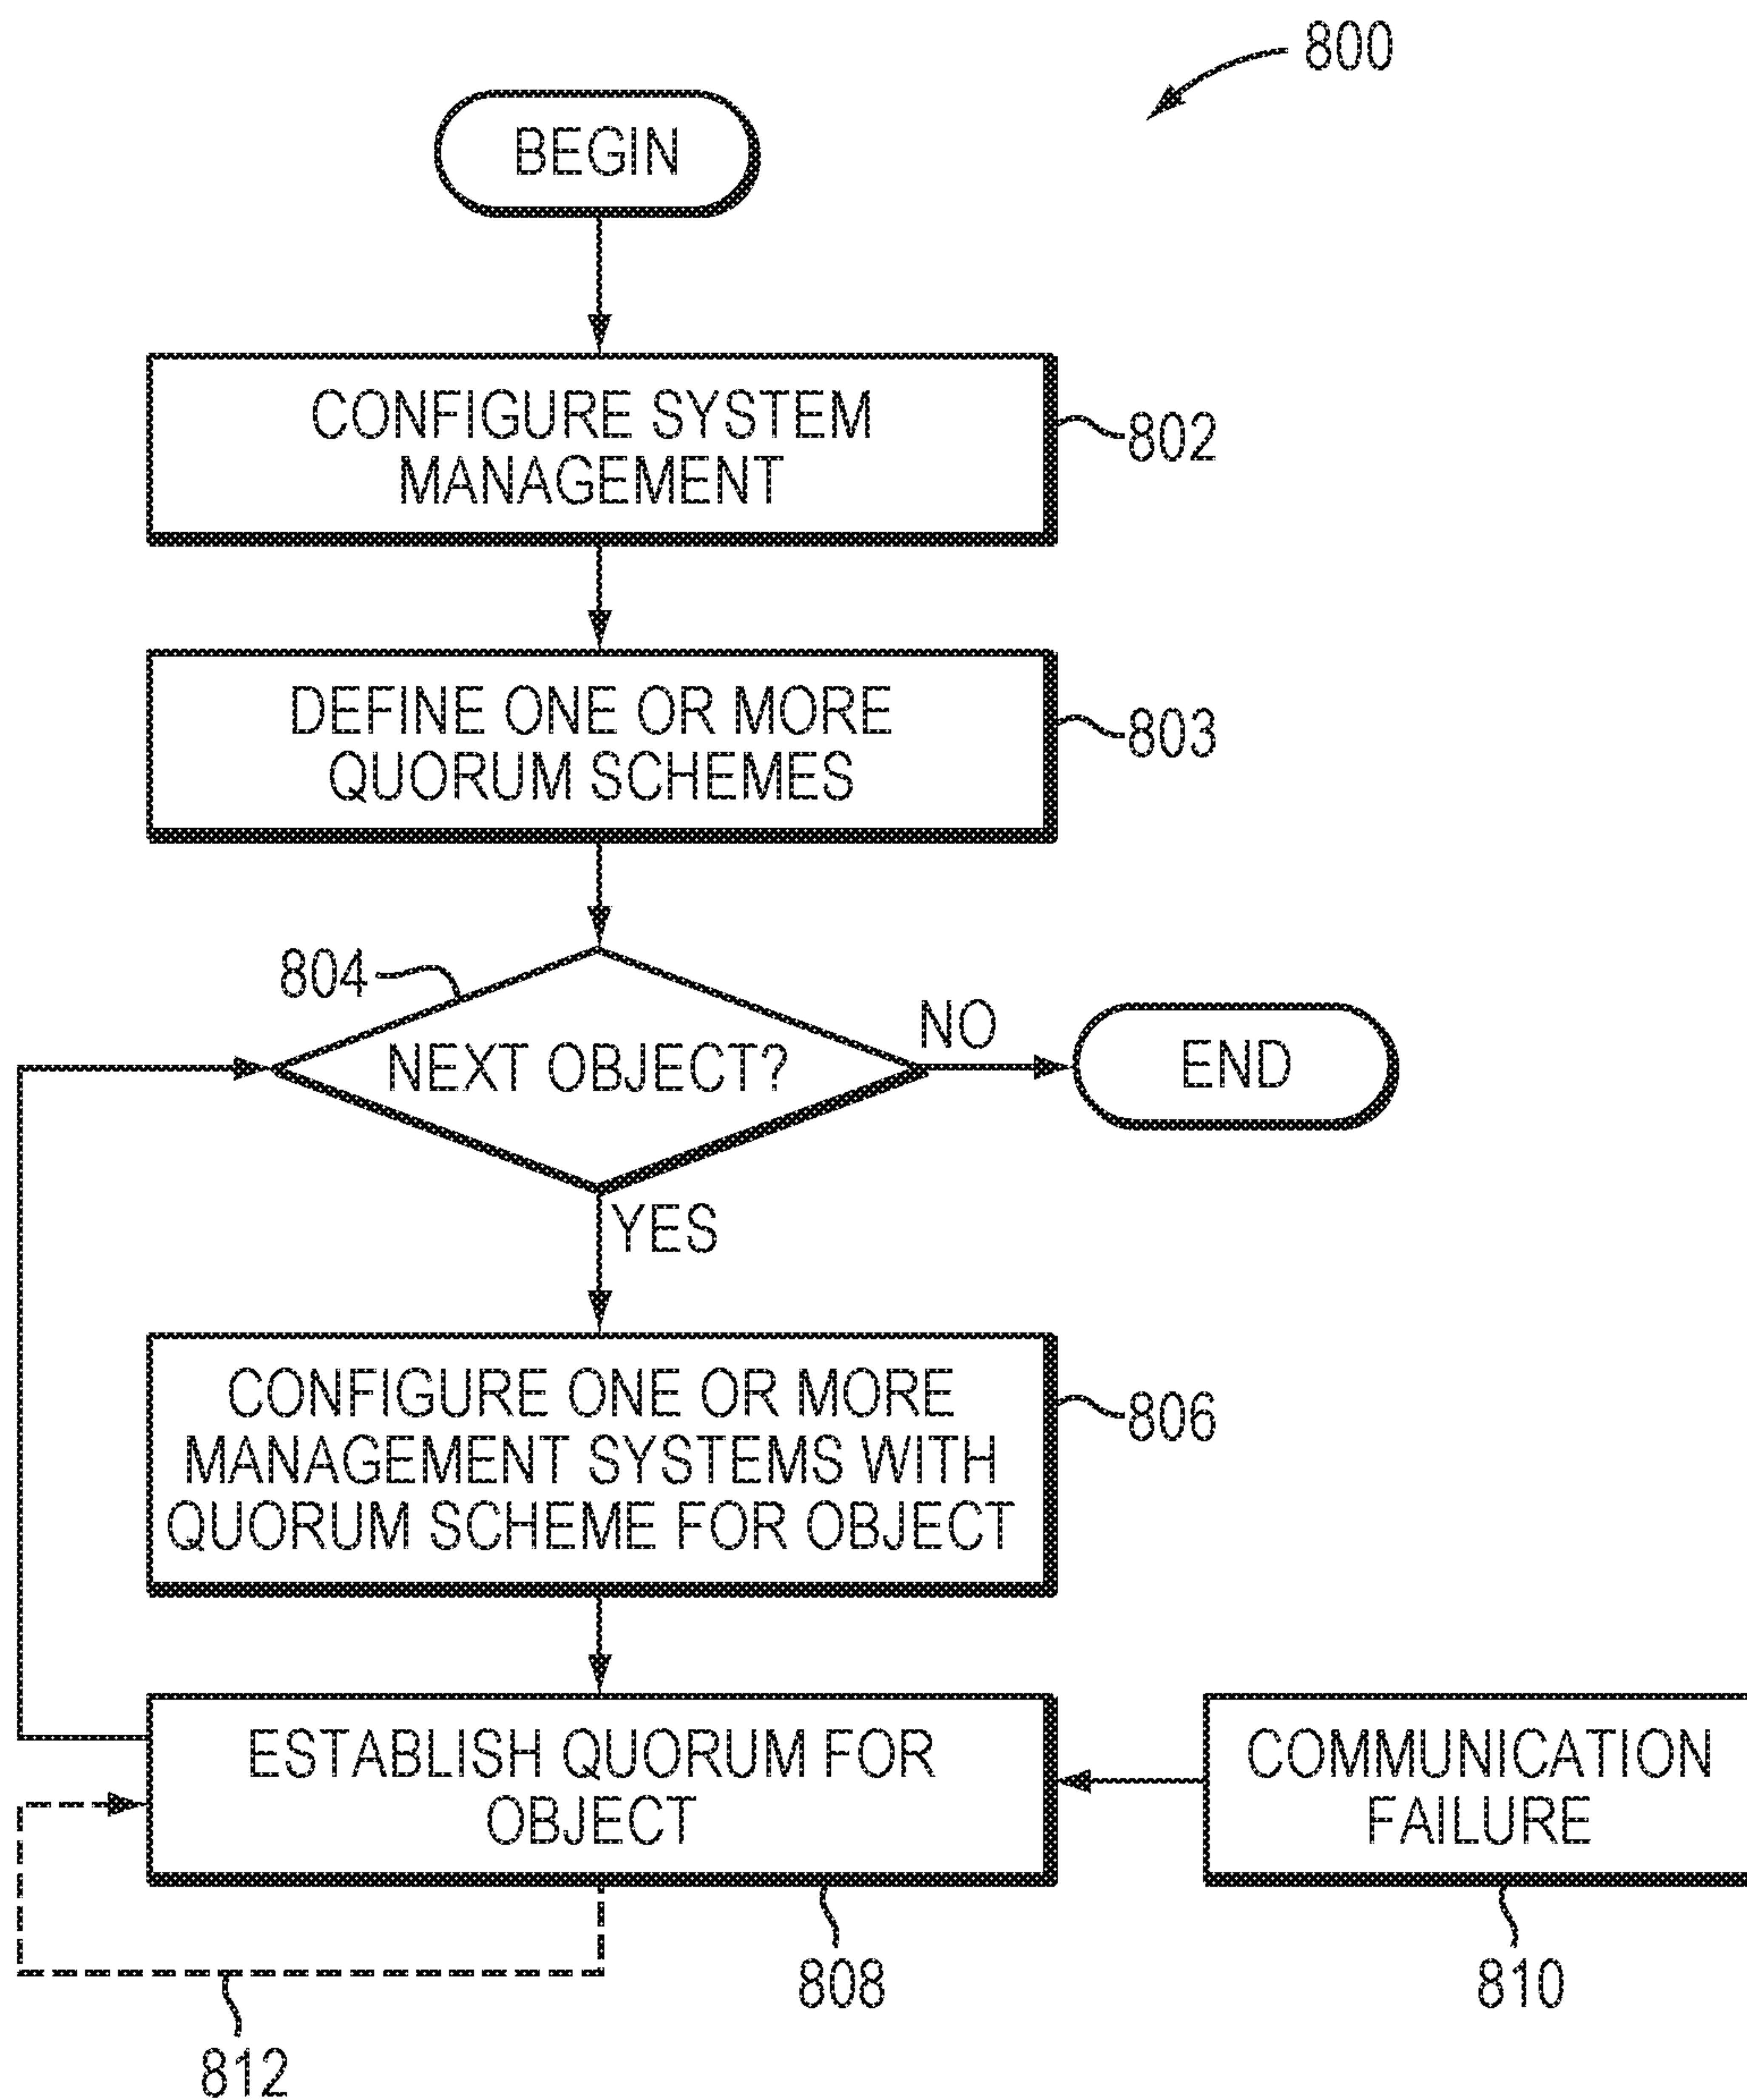 800
BEGIN
CONFIGURE SYSTEM
MANAGEMENT
802
DEFINE ONE OR MORE
QUORUM SCHEMES
803
804
NEXT OBJECT?
NO
END
YES
CONFIGURE ONE OR MORE
MANAGEMENT SYSTEMS WITH
QUORUM SCHEME FOR OBJECT
806
ESTABLISH QUORUM FOR
OBJECT
COMMUNICATION
FAILURE
808
810
812